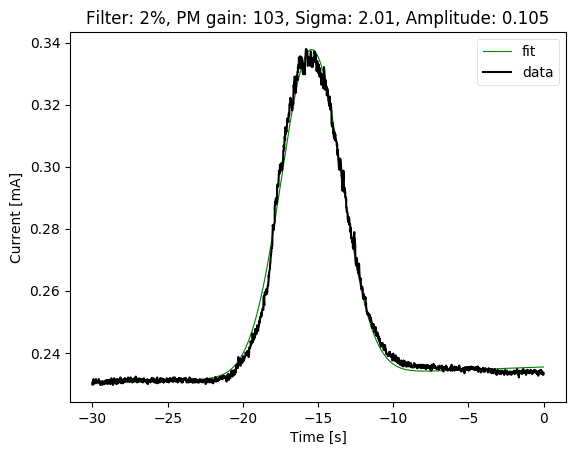 Filter: 2%, PM gain: 103, Sigma: 2.01, Amplitude: 0.105
fit
data
Current [mA]
0.34
0.32
0.30
0.28
0.26
0.24
−30 −25 −20 −15 −10 −5 0
Time [s]